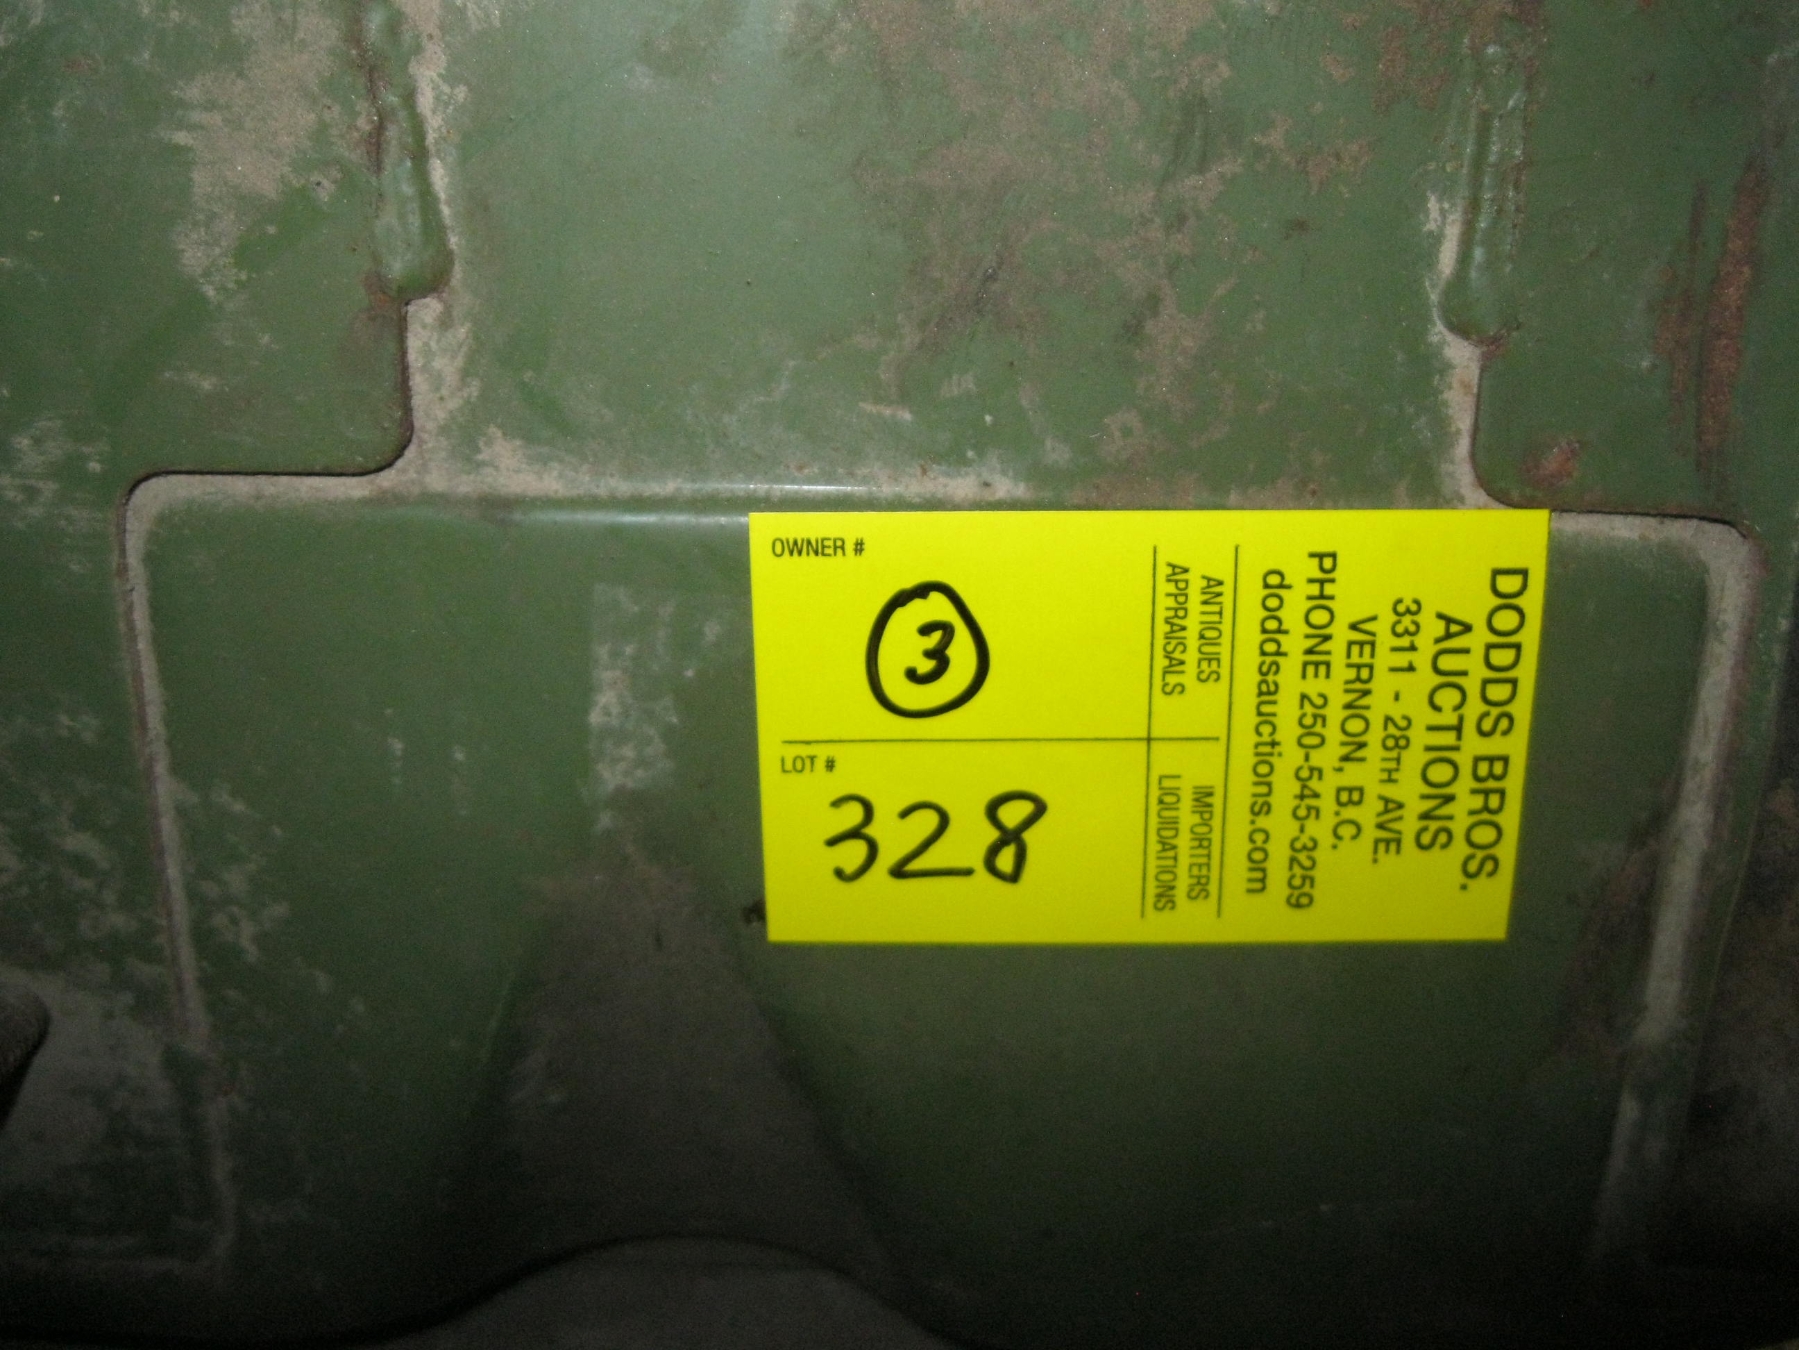 OWNER #
3
LOT #
328
DODDS BROS.
AUCTIONS
3311 - 28TH AVE.
VERNON, B.C.
PHONE 250-545-3259
doddsauctions.com
ANTIQUES
APPRAISALS
IMPORTERS
LIQUIDATIONS